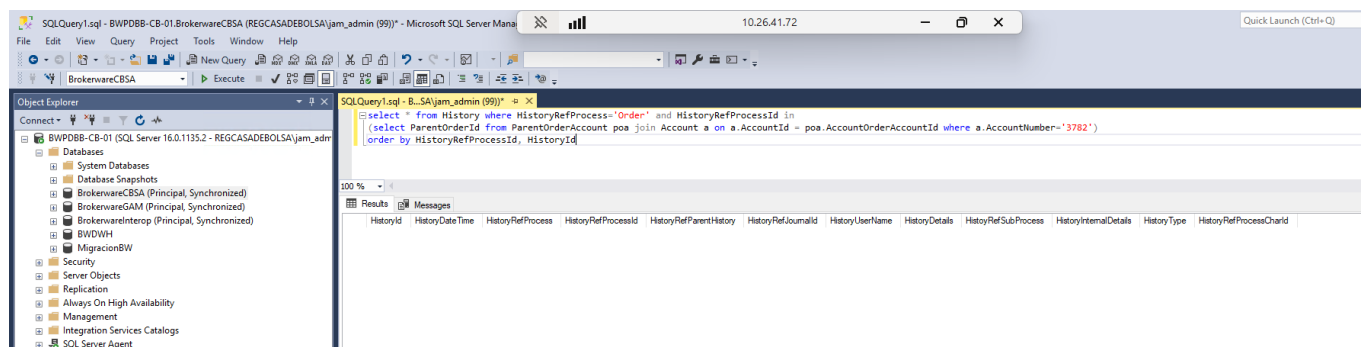 SQLQuery1.sql - BWPDBB-CB-01.BrokerwareCBSA (REGCASADEBOLSA\jam_admin (99))* - Microsoft SQL Server Mana
10.26.41.72
Quick Launch (Ctrl+Q)
File Edit View Query Project Tools Window Help
New Query
BrokerwareCBSA
Execute
Object Explorer
SQLQuery1.sql - B...SA\jam_admin (99))*
Connect
select * from History where HistoryRefProcess='Order' and HistoryRefProcessId in
(select ParentOrderId from ParentOrderAccount poa join Account a on a.AccountId = poa.AccountOrderAccountId where a.AccountNumber='3782')
order by HistoryRefProcessId, HistoryId
BWPDBB-CB-01 (SQL Server 16.0.1135.2 - REGCASADEBOLSA\jam_adm
Databases
System Databases
Database Snapshots
BrokerwareCBSA (Principal, Synchronized)
BrokerwareGAM (Principal, Synchronized)
BrokerwareInterop (Principal, Synchronized)
BWDWH
MigracionBW
Security
Server Objects
Replication
Always On High Availability
Management
Integration Services Catalogs
SQL Server Agent
100 %
Results Messages
HistoryId HistoryDateTime HistoryRefProcess HistoryRefProcessId HistoryRefParentHistory HistoryRefJournalId HistoryUserName HistoryDetails HistoyRefSubProcess HistoryInternalDetails HistoryType HistoryRefProcessCharId